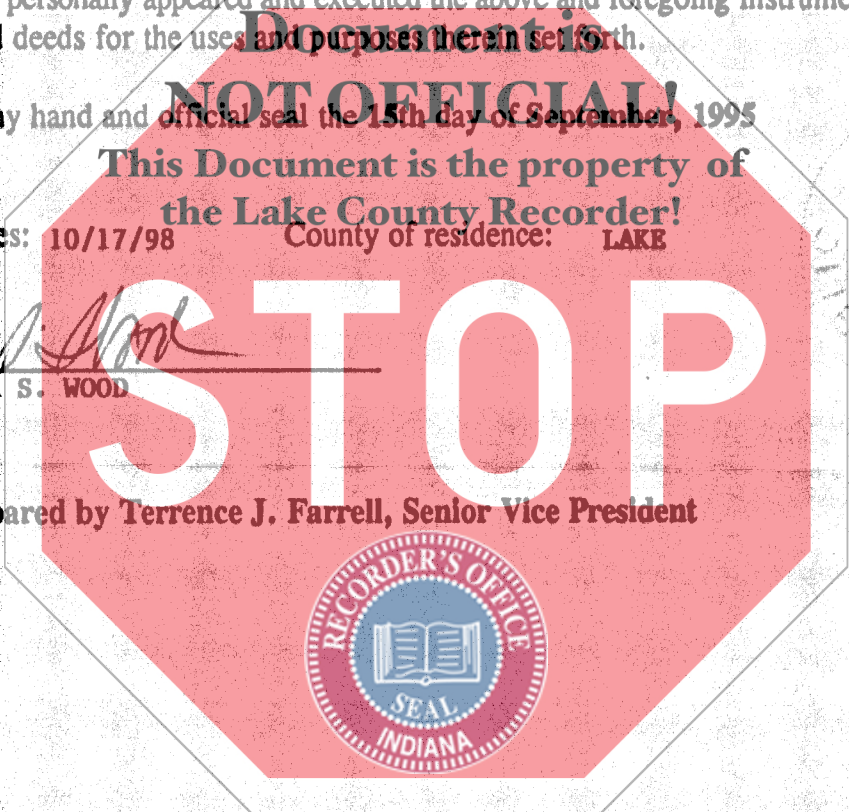 personally appeared and executed the above and foregoing instrume
Document is
deeds for the uses and purposes therein set forth.
NOT OFFICIAL!
y hand and official seal the 15th day of September, 1995
This Document is the property of
the Lake County Recorder!
es: 10/17/98 County of residence: LAKE
STOP
S. WOOD
pared by Terrence J. Farrell, Senior Vice President
RECORDER'S OFFICE
SEAL
INDIANA